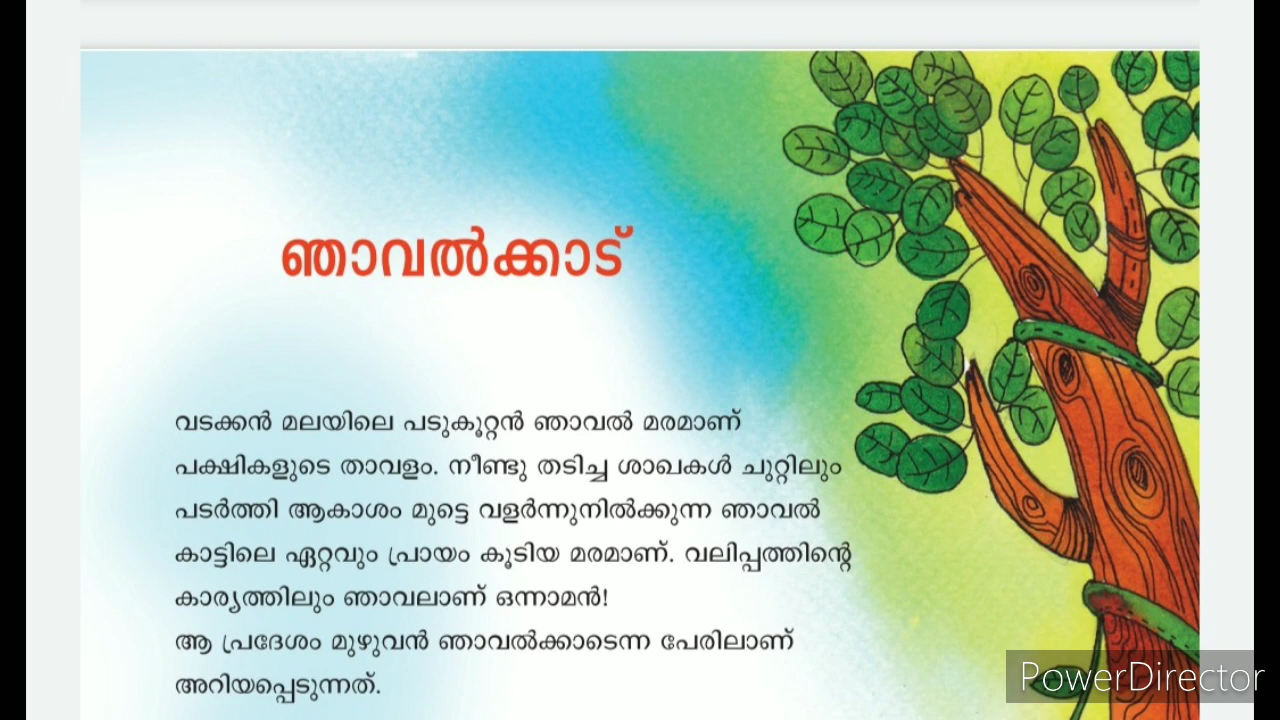 ഞാവൽക്കാട്
വടക്കൻ മലയിലെ പടുകൂറ്റൻ ഞാവൽ മരമാണ്
പക്ഷികളുടെ താവളം. നീണ്ടു തടിച്ച ശാഖകൾ ചുറ്റിലും
പടർത്തി ആകാശം മുട്ടെ വളർന്നുനിൽക്കുന്ന ഞാവൽ
കാട്ടിലെ ഏറ്റവും പ്രായം കൂടിയ മരമാണ്. വലിപ്പത്തിന്റെ
കാര്യത്തിലും ഞാവലാണ് ഒന്നാമൻ!
ആ പ്രദേശം മുഴുവൻ ഞാവൽക്കാടെന്ന പേരിലാണ്
അറിയപ്പെടുന്നത്.
PowerDirector